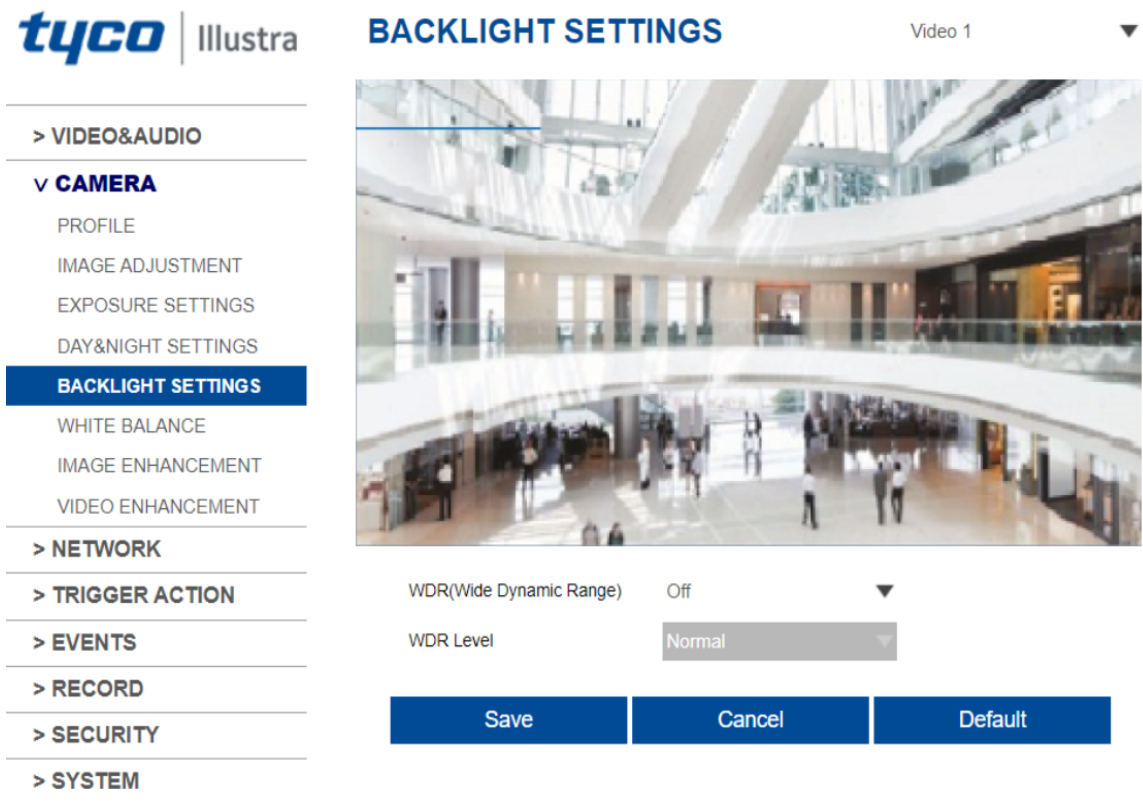 tyco | Illustra
BACKLIGHT SETTINGS
Video 1
> VIDEO&AUDIO
v CAMERA
PROFILE
IMAGE ADJUSTMENT
EXPOSURE SETTINGS
DAY&NIGHT SETTINGS
BACKLIGHT SETTINGS
WHITE BALANCE
IMAGE ENHANCEMENT
VIDEO ENHANCEMENT
> NETWORK
> TRIGGER ACTION
> EVENTS
> RECORD
> SECURITY
> SYSTEM
WDR(Wide Dynamic Range) Off
WDR Level Normal
Save Cancel Default